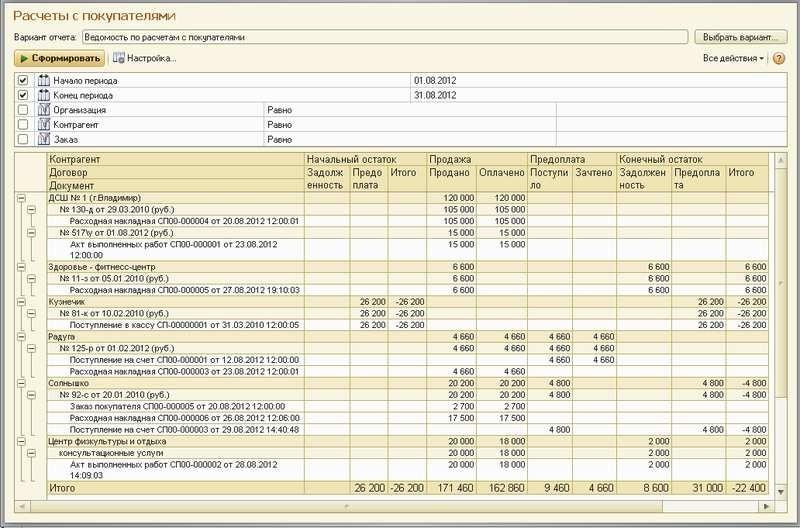 Расчеты с покупателями
Вариант отчета: Ведомость по расчетам с покупателями Выбрать вариант...
Сформировать Настройка... Все действия ?
Начало периода 01.08.2012
Конец периода 31.08.2012
Организация Равно
Контрагент Равно
Заказ Равно
Контрагент Начальный остаток Продажа Предоплата Конечный остаток
Договор Задолж Предо Итого Продано Оплачено Поступи Зачтено Задолжен Предопла Итого
Документ енность плата ло ность та
ДСШ № 1 (г.Владимир) 120 000 120 000
№ 130-д от 29.03.2010 (руб.) 105 000 105 000
Расходная накладная СП00-000004 от 20.08.2012 12:00:01 105 000 105 000
№ 517\у от 01.08.2012 (руб.) 15 000 15 000
Акт выполненных работ СП00-000001 от 23.08.2012 15 000 15 000
12:00:00
Здоровье - фитнесс-центр 6 600 6 600 6 600
№ 11-з от 05.01.2010 (руб.) 6 600 6 600 6 600
Расходная накладная СП00-000005 от 27.08.2012 19:10:03 6 600 6 600 6 600
Кузнечик 26 200 -26 200 26 200 -26 200
№ 81-к от 10.02.2010 (руб.) 26 200 -26 200 26 200 -26 200
Поступление в кассу СП-00000001 от 31.03.2010 12:00:05 26 200 -26 200 26 200 -26 200
Радуга 4 660 4 660 4 660 4 660
№ 125-р от 01.02.2012 (руб.) 4 660 4 660 4 660 4 660
Поступление на счет СП00-000001 от 12.08.2012 12:00:00 4 660 4 660
Расходная накладная СП00-000003 от 23.08.2012 12:00:01 4 660 4 660
Солнышко 20 200 20 200 4 800 4 800 -4 800
№ 92-с от 20.01.2010 (руб.) 20 200 20 200 4 800 4 800 -4 800
Заказ покупателя СП00-000005 от 20.08.2012 12:00:00 2 700 2 700
Расходная накладная СП00-000006 от 26.08.2012 12:06:00 17 500 17 500
Поступление на счет СП00-000003 от 29.08.2012 14:40:48 4 800 4 800 -4 800
Центр физкультуры и отдыха 20 000 18 000 2 000 2 000
консультационные услуги 20 000 18 000 2 000 2 000
Акт выполненных работ СП00-000002 от 28.08.2012 20 000 18 000 2 000 2 000
14:09:03
Итого 26 200 -26 200 171 460 162 860 9 460 4 660 8 600 31 000 -22 400